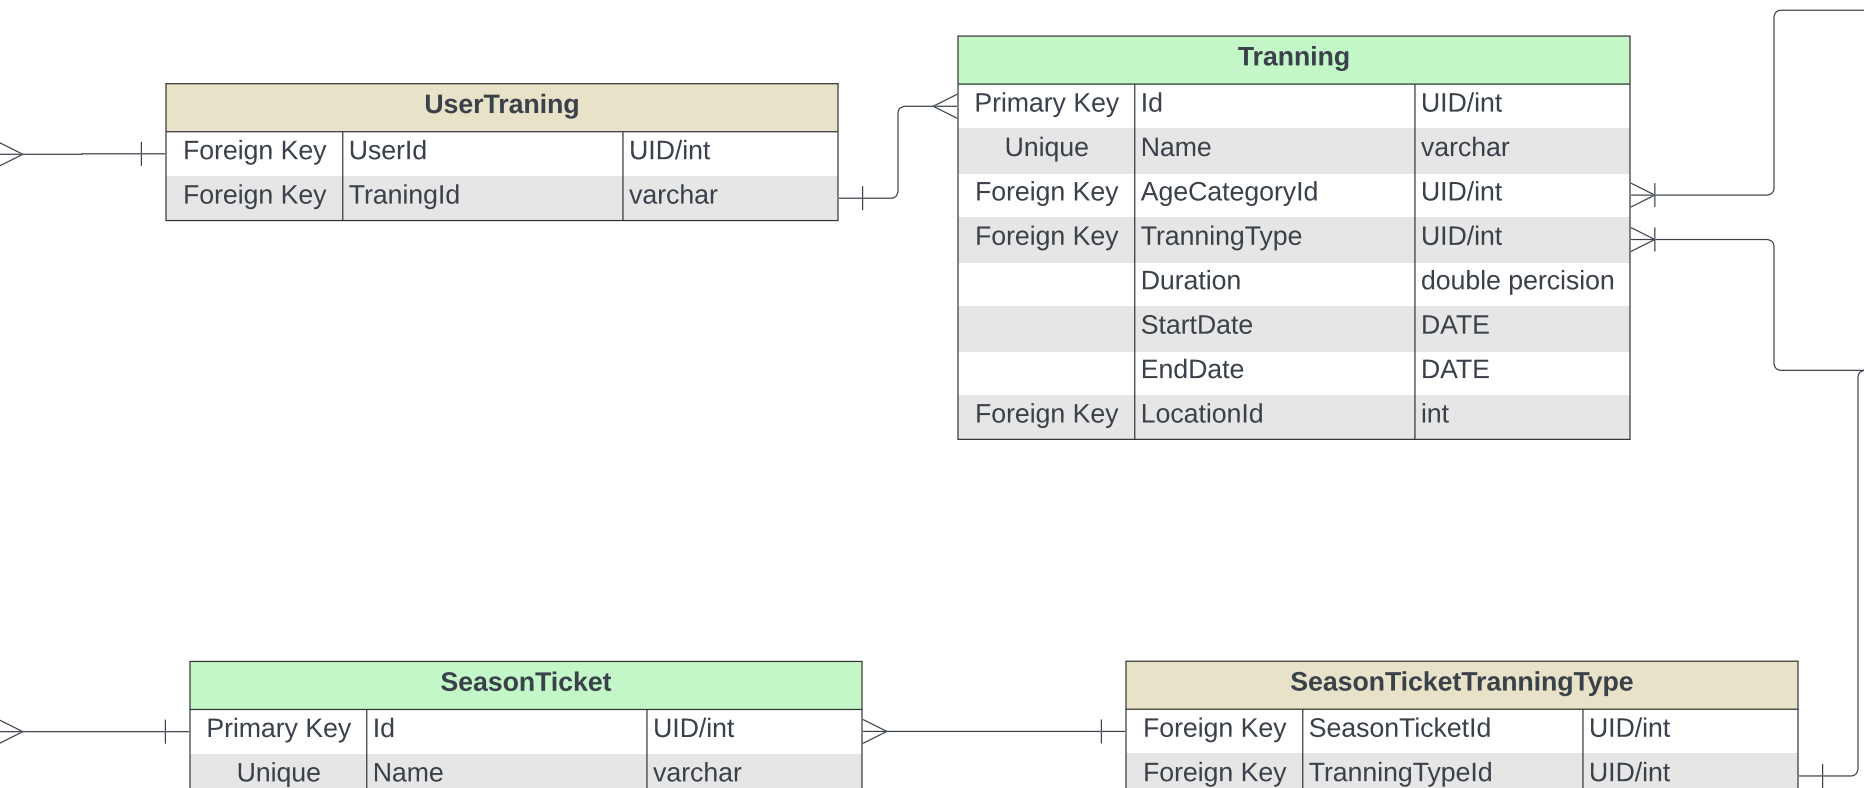 UserTraning
Foreign Key UserId UID/int
Foreign Key TraningId varchar
Tranning
Primary Key Id UID/int
Unique Name varchar
Foreign Key AgeCategoryId UID/int
Foreign Key TranningType UID/int
Duration double percision
StartDate DATE
EndDate DATE
Foreign Key LocationId int
SeasonTicket
Primary Key Id UID/int
Unique Name varchar
SeasonTicketTranningType
Foreign Key SeasonTicketId UID/int
Foreign Key TranningTypeId UID/int